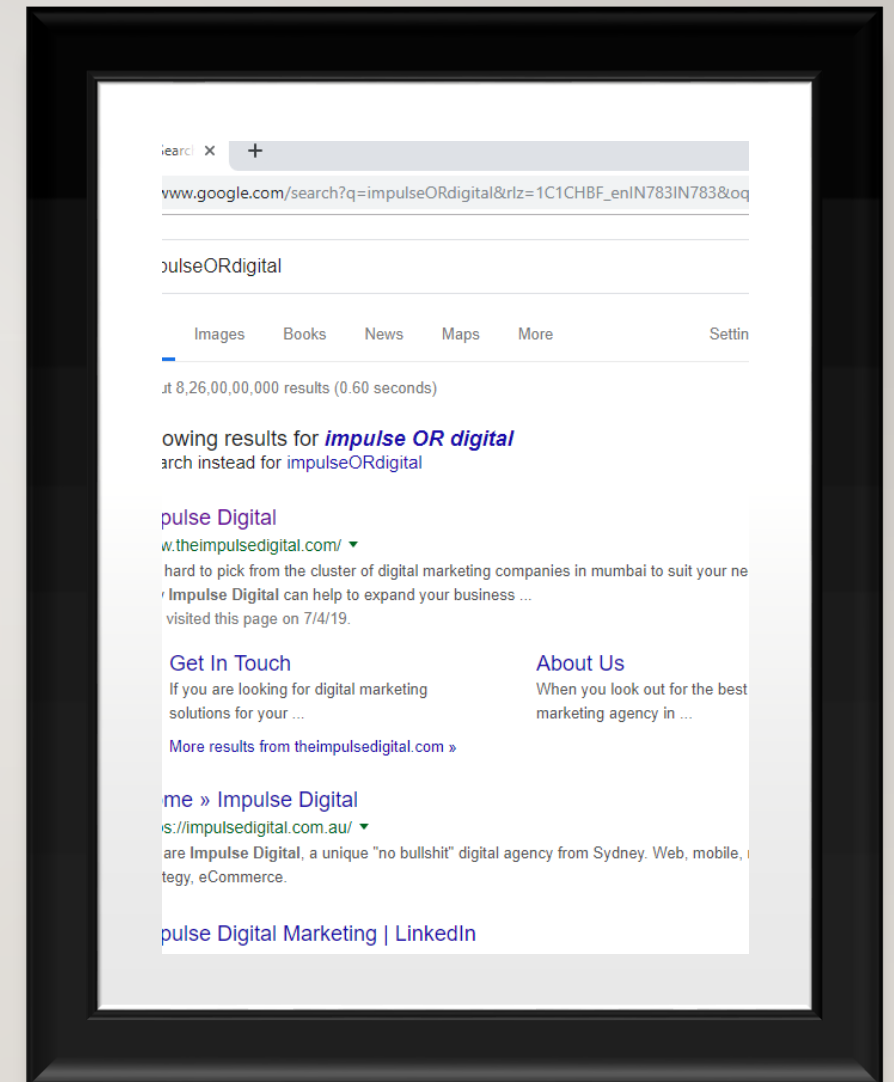 Search
www.google.com/search?q=impulseORdigital&rlz=1C1CHBF_enIN783IN783&oq
pulseORdigital
Images Books News Maps More Settin
ut 8,26,00,00,000 results (0.60 seconds)
owing results for impulse OR digital
arch instead for impulseORdigital
pulse Digital
w.theimpulsedigital.com/
hard to pick from the cluster of digital marketing companies in mumbai to suit your ne
Impulse Digital can help to expand your business ...
visited this page on 7/4/19.
Get In Touch
If you are looking for digital marketing
solutions for your ...
About Us
When you look out for the best
marketing agency in ...
More results from theimpulsedigital.com »
me » Impulse Digital
s://impulsedigital.com.au/
are Impulse Digital, a unique "no bullshit" digital agency from Sydney. Web, mobile,
tegy, eCommerce.
pulse Digital Marketing | LinkedIn